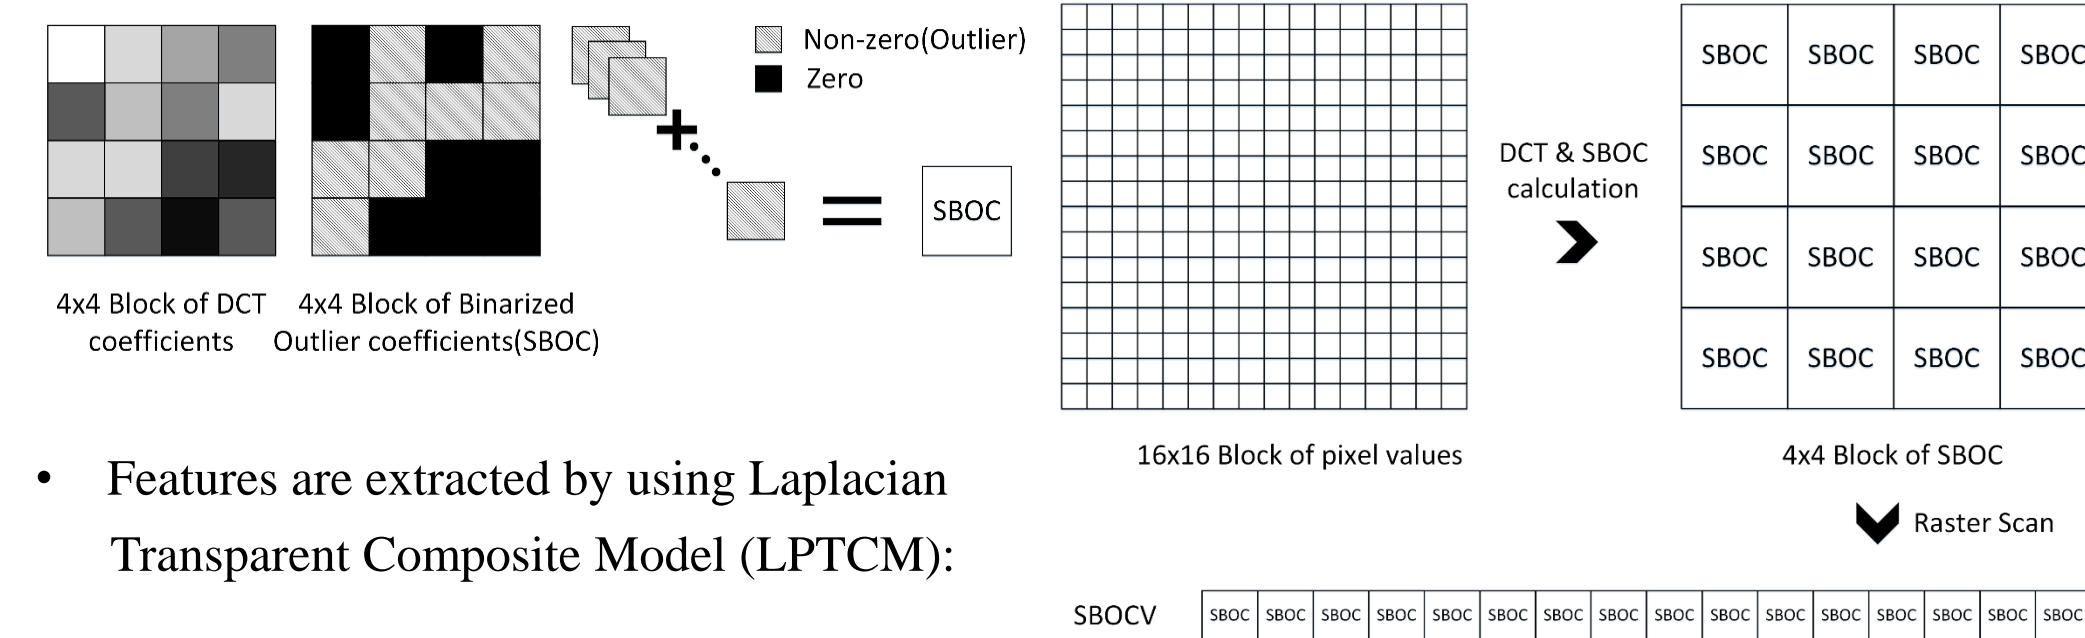 Non-zero(Outlier)
Zero
SBOC
4x4 Block of DCT
coefficients
4x4 Block of Binarized
Outlier coefficients(SBOC)
16x16 Block of pixel values
DCT & SBOC
calculation
SBOC SBOC SBOC SBOC
SBOC SBOC SBOC SBOC
SBOC SBOC SBOC SBOC
SBOC SBOC SBOC SBOC
4x4 Block of SBOC
Raster Scan
• Features are extracted by using Laplacian
Transparent Composite Model (LPTCM):
SBOCV SBOC SBOC SBOC SBOC SBOC SBOC SBOC SBOC SBOC SBOC SBOC SBOC SBOC SBOC SBOC SBOC